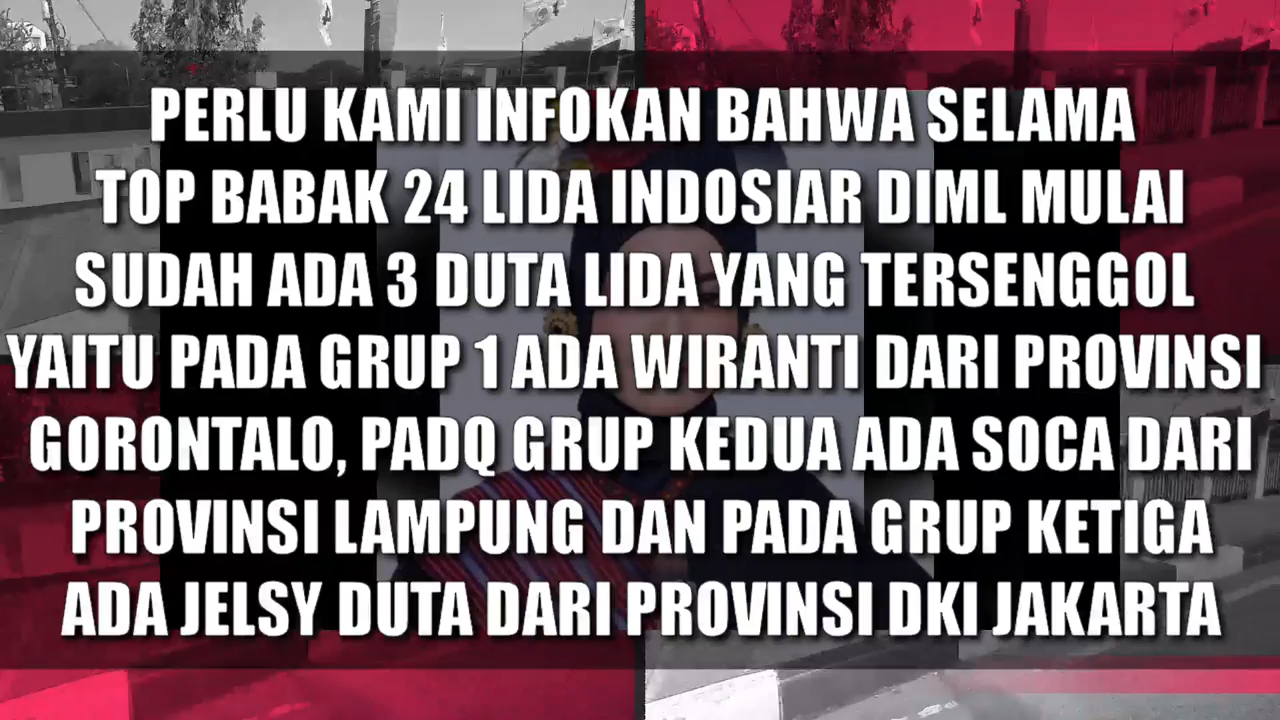 PERLU KAMI INFOKAN BAHWA SELAMA
TOP BABAK 24 LIDA INDOSIAR DIML MULAI
SUDAH ADA 3 DUTA LIDA YANG TERSENGGOL
YAITU PADA GRUP 1 ADA WIRANTI DARI PROVINSI
GORONTALO, PADQ GRUP KEDUA ADA SOCA DARI
PROVINSI LAMPUNG DAN PADA GRUP KETIGA
ADA JELSY DUTA DARI PROVINSI DKI JAKARTA